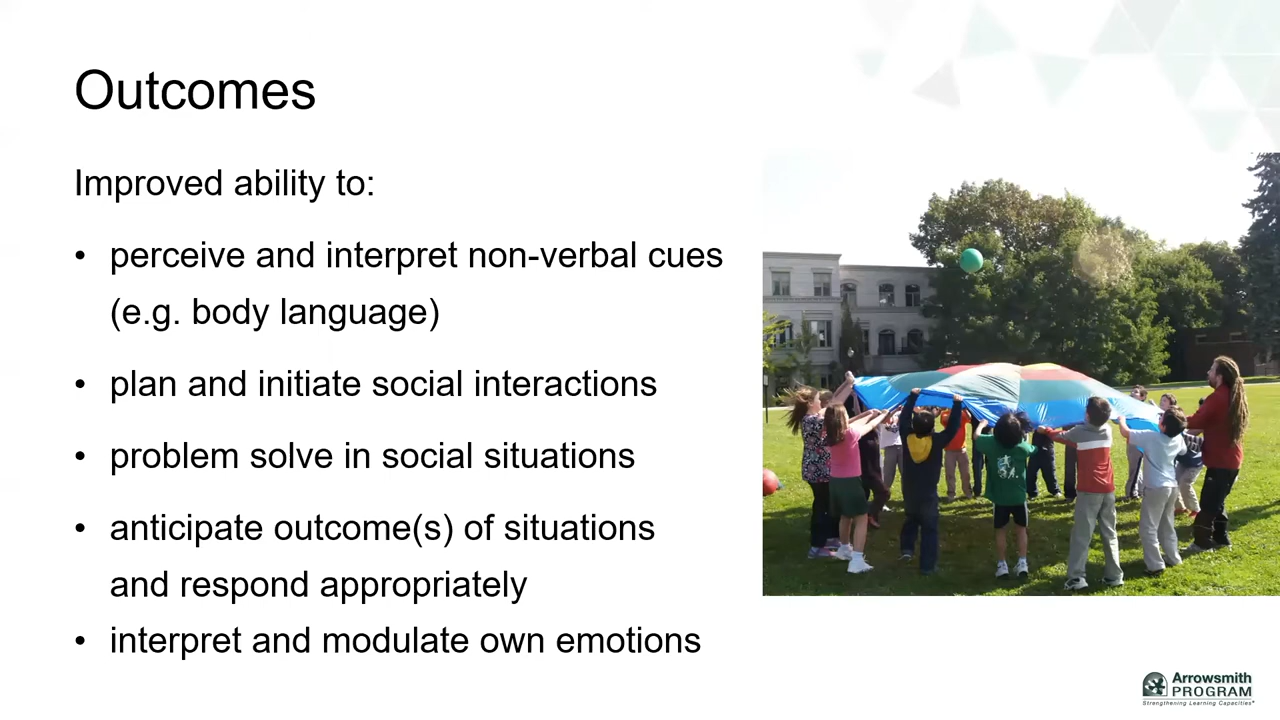 Outcomes
Improved ability to:
• perceive and interpret non-verbal cues
(e.g. body language)
• plan and initiate social interactions
• problem solve in social situations
• anticipate outcome(s) of situations
and respond appropriately
• interpret and modulate own emotions
Arrowsmith
PROGRAM
Strengthening Learning Capacities®